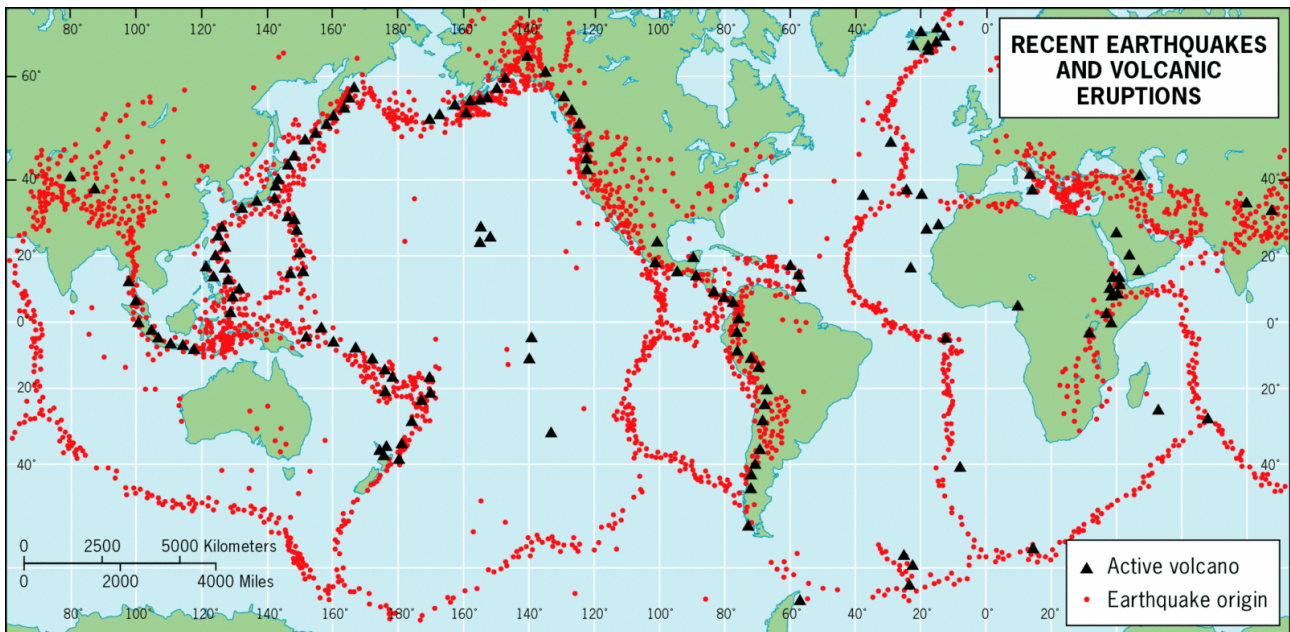 80° 100° 120° 140° 160° 180° 160° 140° 120° 100° 80° 60° 40° 0°
RECENT EARTHQUAKES
AND VOLCANIC
ERUPTIONS
60°
40° 40°
20° 20°
0° 0°
20° 20°
40° 40°
0 2500 5000 Kilometers
0 2000 4000 Miles
▲ Active volcano
• Earthquake origin
80° 100° 120° 140° 160° 180° 160° 140° 120° 100° 80° 60° 40° 20° 0° 20°